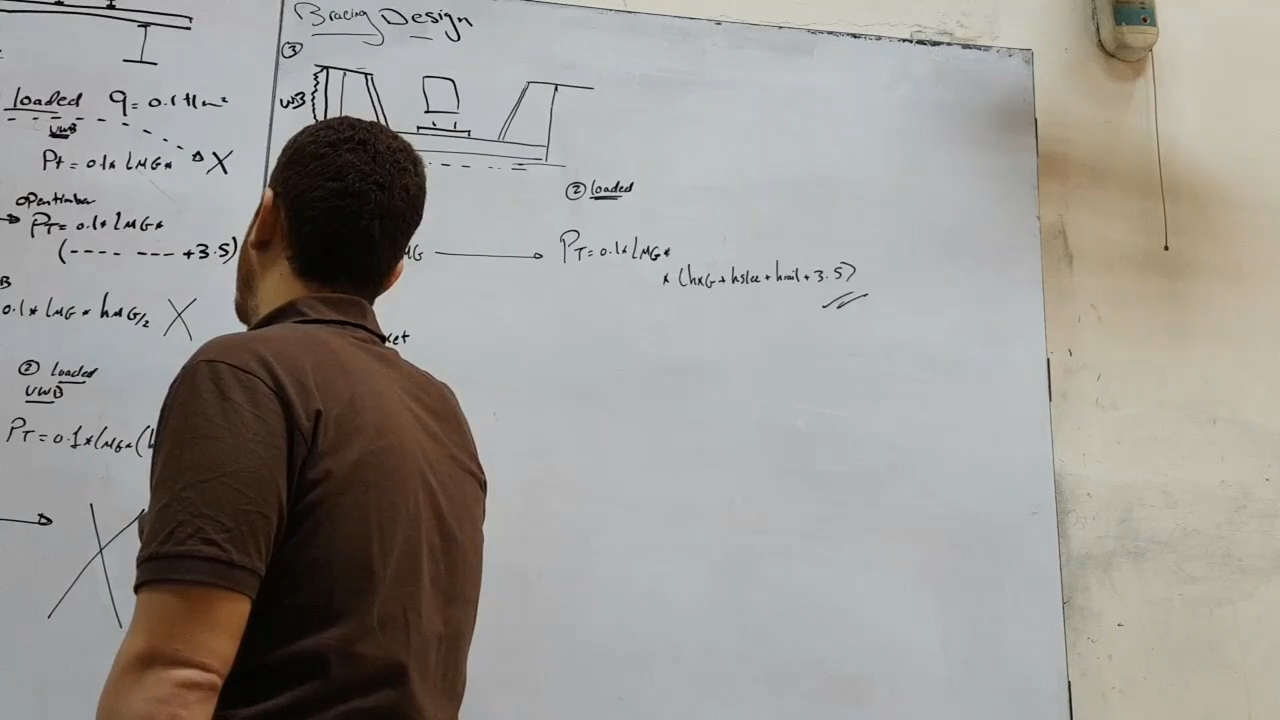 Bracing Design
③
WB
loaded q = 0.1 t/m²
UWB
Pt = 0.1* LMG* X
open timber
PT = 0.1* LMG*
(---- --- +3.5)
② loaded
MG → PT = 0.1* LMG*
* (hXG + hslee + hrail + 3.5)
B
0.1* LMG * hMG/2 X
ket
② loaded
UWB
PT = 0.1*LMG*(h
X